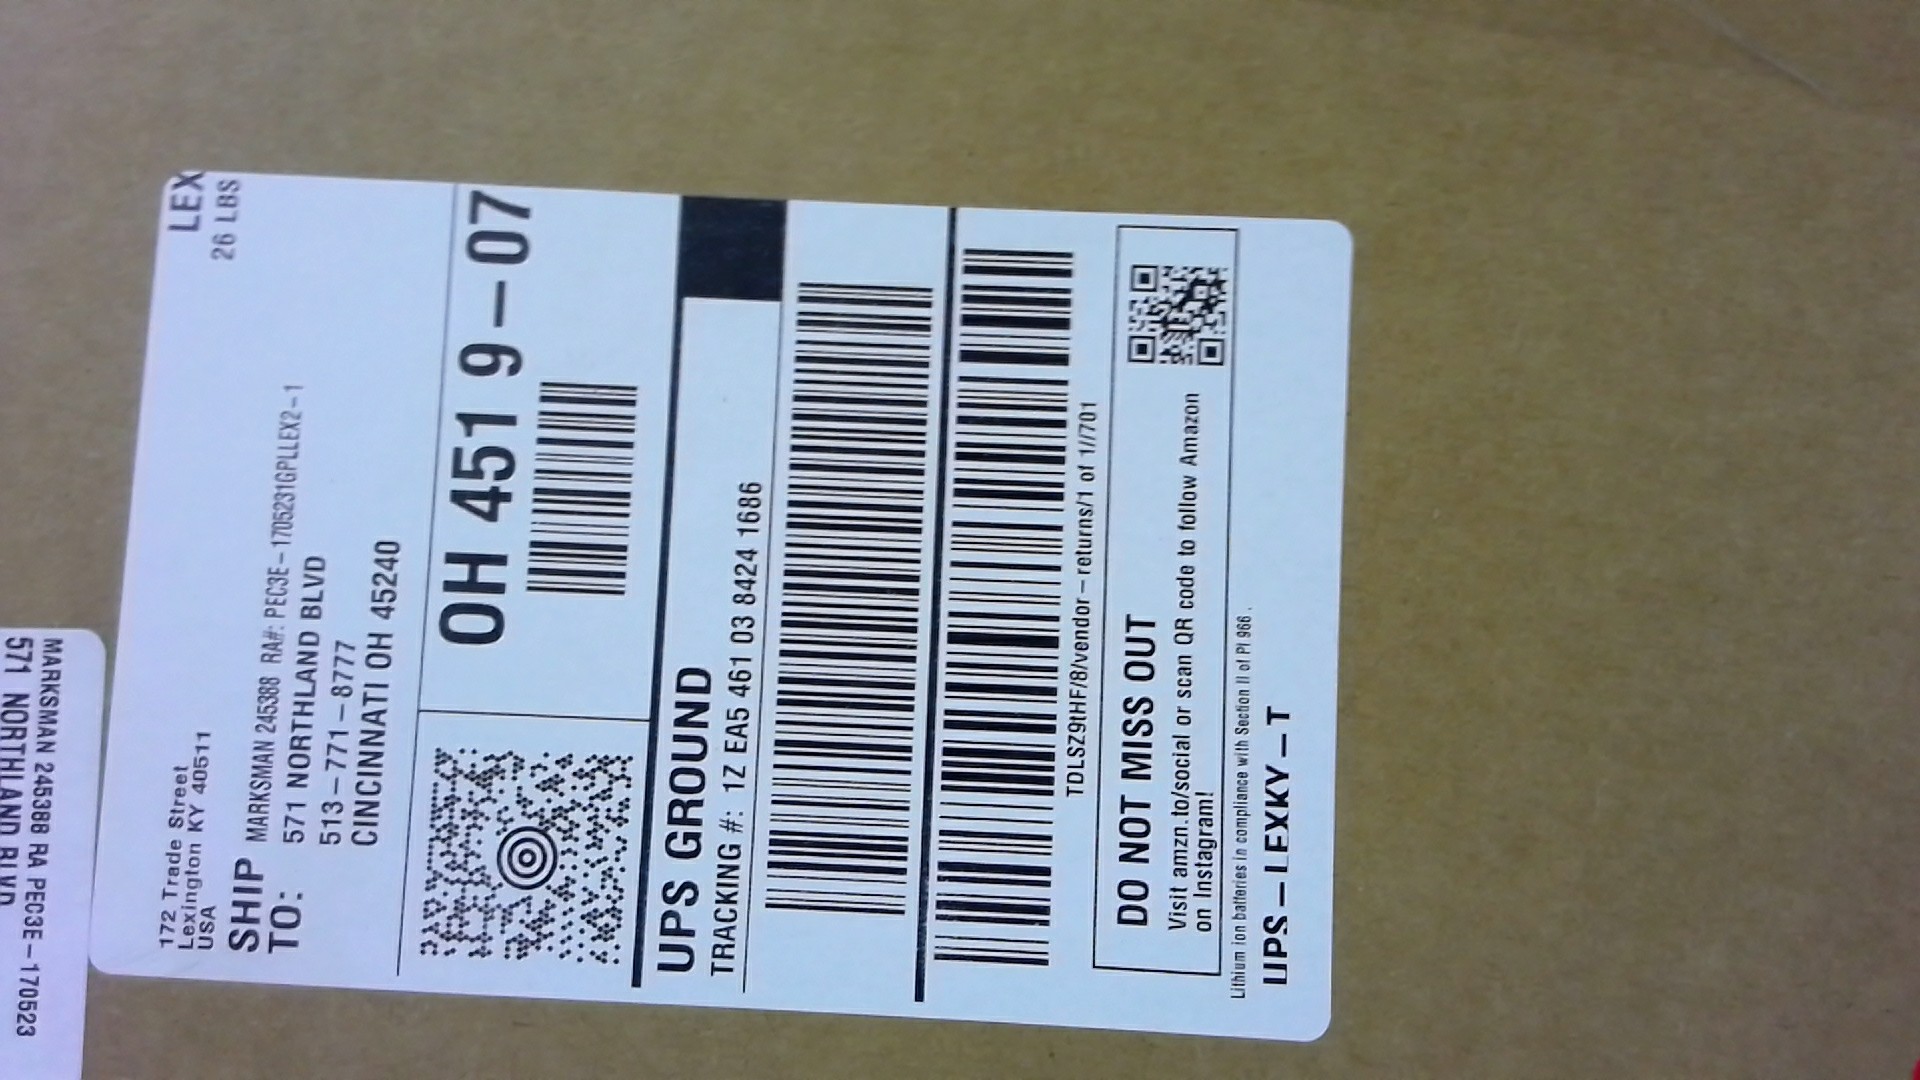 LEX
26 LBS
172 Trade Street
Lexington KY 40511
USA
SHIP
TO:
MARKSMAN 245388 RA#: PEC3E-1705231GPLLEX2-1
571 NORTHLAND BLVD
513-771-8777
CINCINNATI OH 45240
OH 451 9-07
UPS GROUND
TRACKING #: 1Z EA5 461 03 8424 1686
TDLSZ9tHF/8/vendor-returns/1 of 1//701
DO NOT MISS OUT
Visit amzn.to/social or scan QR code to follow Amazon
on Instagram!
Lithium ion batteries in compliance with Section II of PI 966.
UPS-LEXKY-T
MARKSMAN 245388 RA PEC3E-170523
571 NORTHLAND BLVD